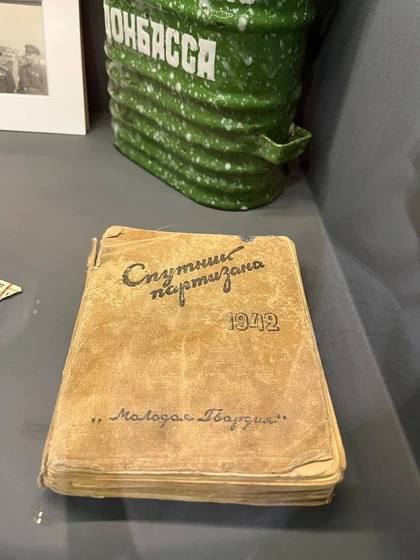 ДОНБАССА
Спутник
партизана
1942
„Молодая Гвардия"